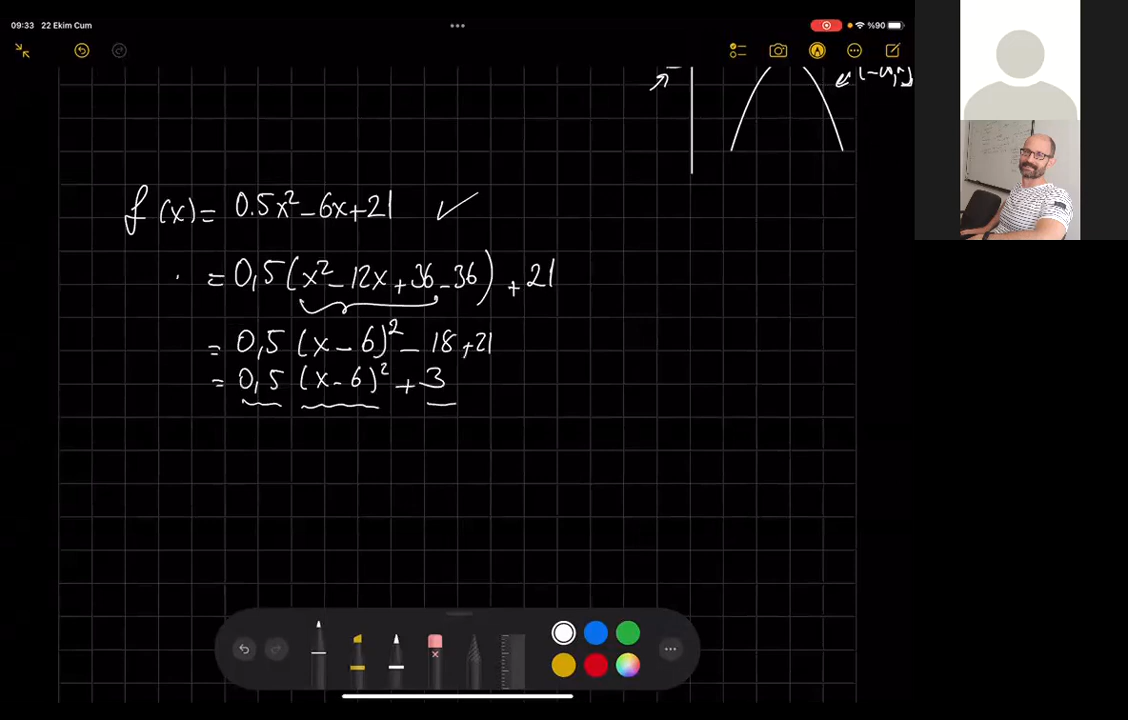 09:33 22 Ekim Cum
%90
f(x)= 0.5x² - 6x + 21 ✓
= 0,5(x² - 12x + 36 - 36) + 21
= 0,5 (x - 6)² - 18 + 21
= 0,5 (x - 6)² + 3